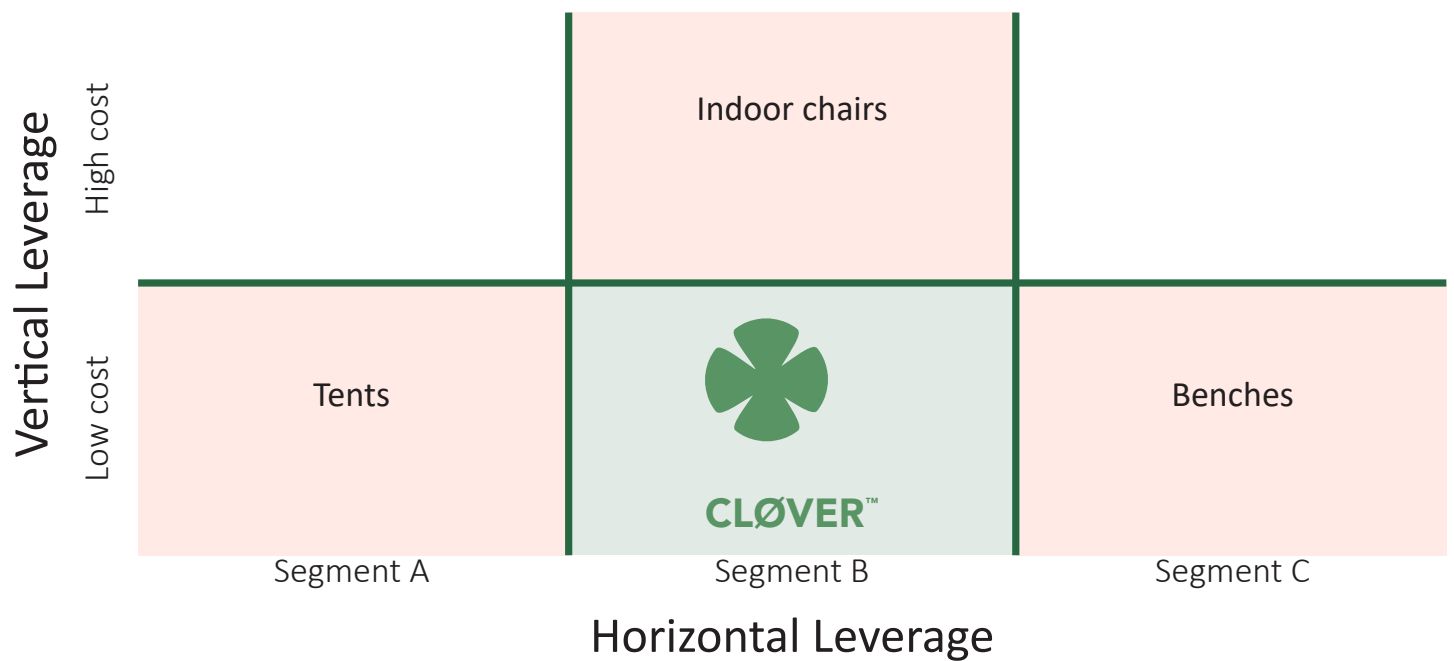 Vertical Leverage
High cost
Low cost
Indoor chairs
Tents
CLØVER™
Benches
Segment A
Segment B
Segment C
Horizontal Leverage